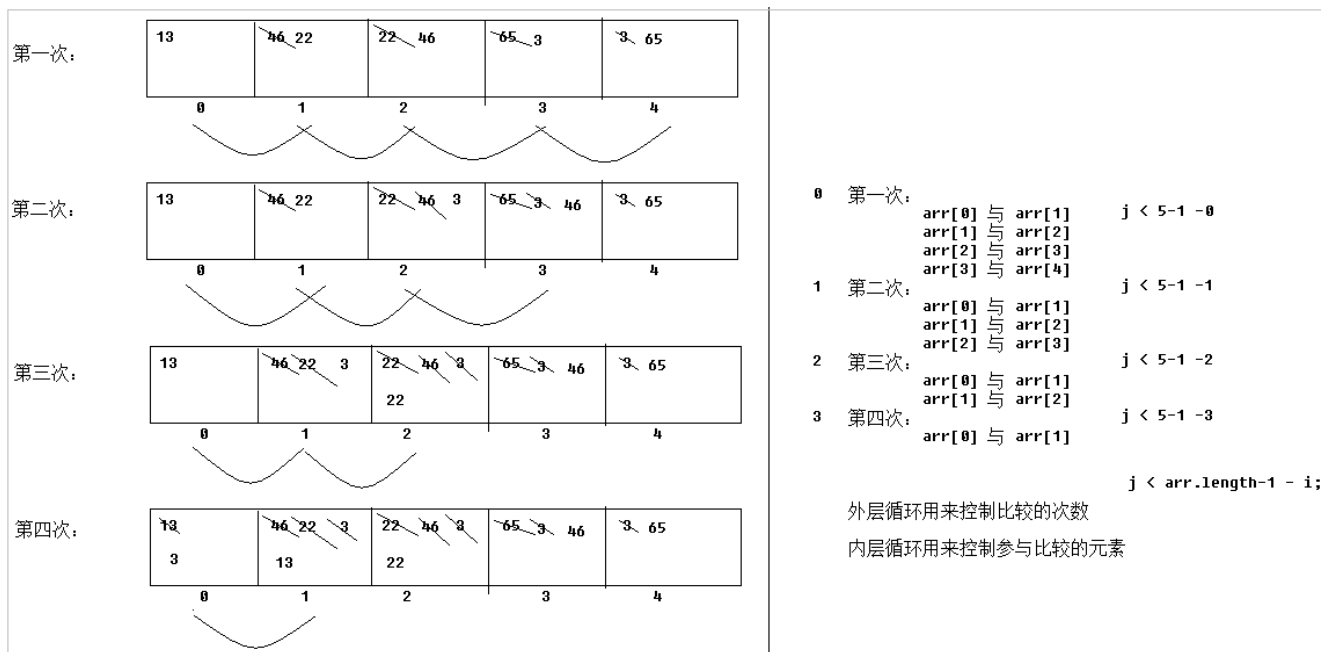 第一次:
13 46 22 22 46 65 3 3 65
0 1 2 3 4
第二次:
13 46 22 22 46 3 65 3 46 3 65
0 1 2 3 4
第三次:
13 46 22 3 22 46 3 65 3 46 3 65
22
0 1 2 3 4
第四次:
13 46 22 3 22 46 3 65 3 46 3 65
3 13 22
0 1 2 3 4
0 第一次:
arr[0] 与 arr[1] j < 5-1 -0
arr[1] 与 arr[2]
arr[2] 与 arr[3]
arr[3] 与 arr[4]
1 第二次: j < 5-1 -1
arr[0] 与 arr[1]
arr[1] 与 arr[2]
arr[2] 与 arr[3]
2 第三次: j < 5-1 -2
arr[0] 与 arr[1]
arr[1] 与 arr[2]
3 第四次: j < 5-1 -3
arr[0] 与 arr[1]
j < arr.length-1 - i;
外层循环用来控制比较的次数
内层循环用来控制参与比较的元素